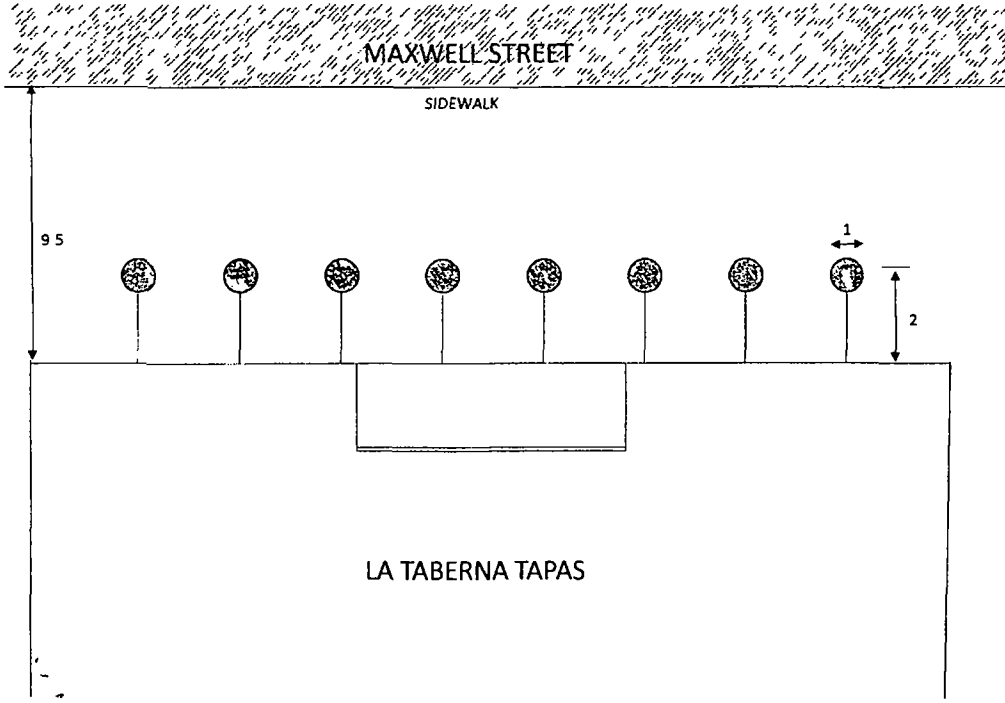 MAXWELL STREET
SIDEWALK
9 5
1
2
LA TABERNA TAPAS